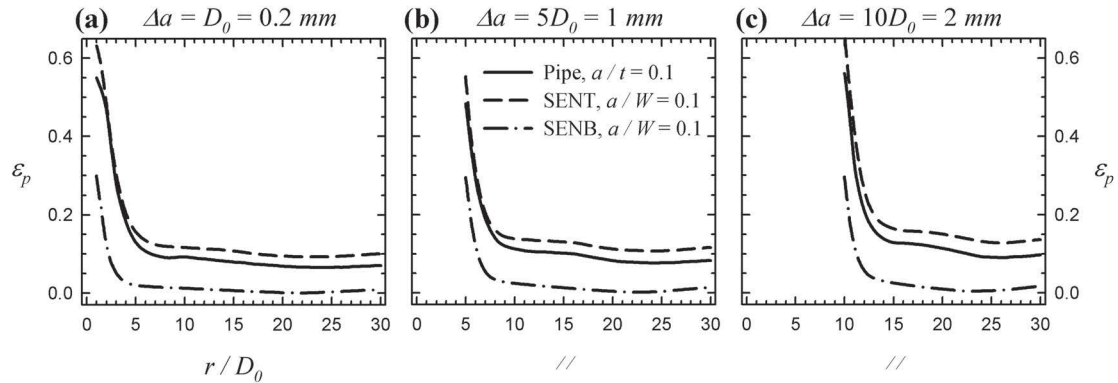 (a) Δa = D0 = 0.2 mm
(b) Δa = 5D0 = 1 mm
(c) Δa = 10D0 = 2 mm
0.6
0.4
εp
0.2
0.0
0 5 10 15 20 25 30
r / D0
Pipe, a / t = 0.1
SENT, a / W = 0.1
SENB, a / W = 0.1
0 5 10 15 20 25 30
//
0.6
0.4
εp
0.2
0.0
0 5 10 15 20 25 30
//